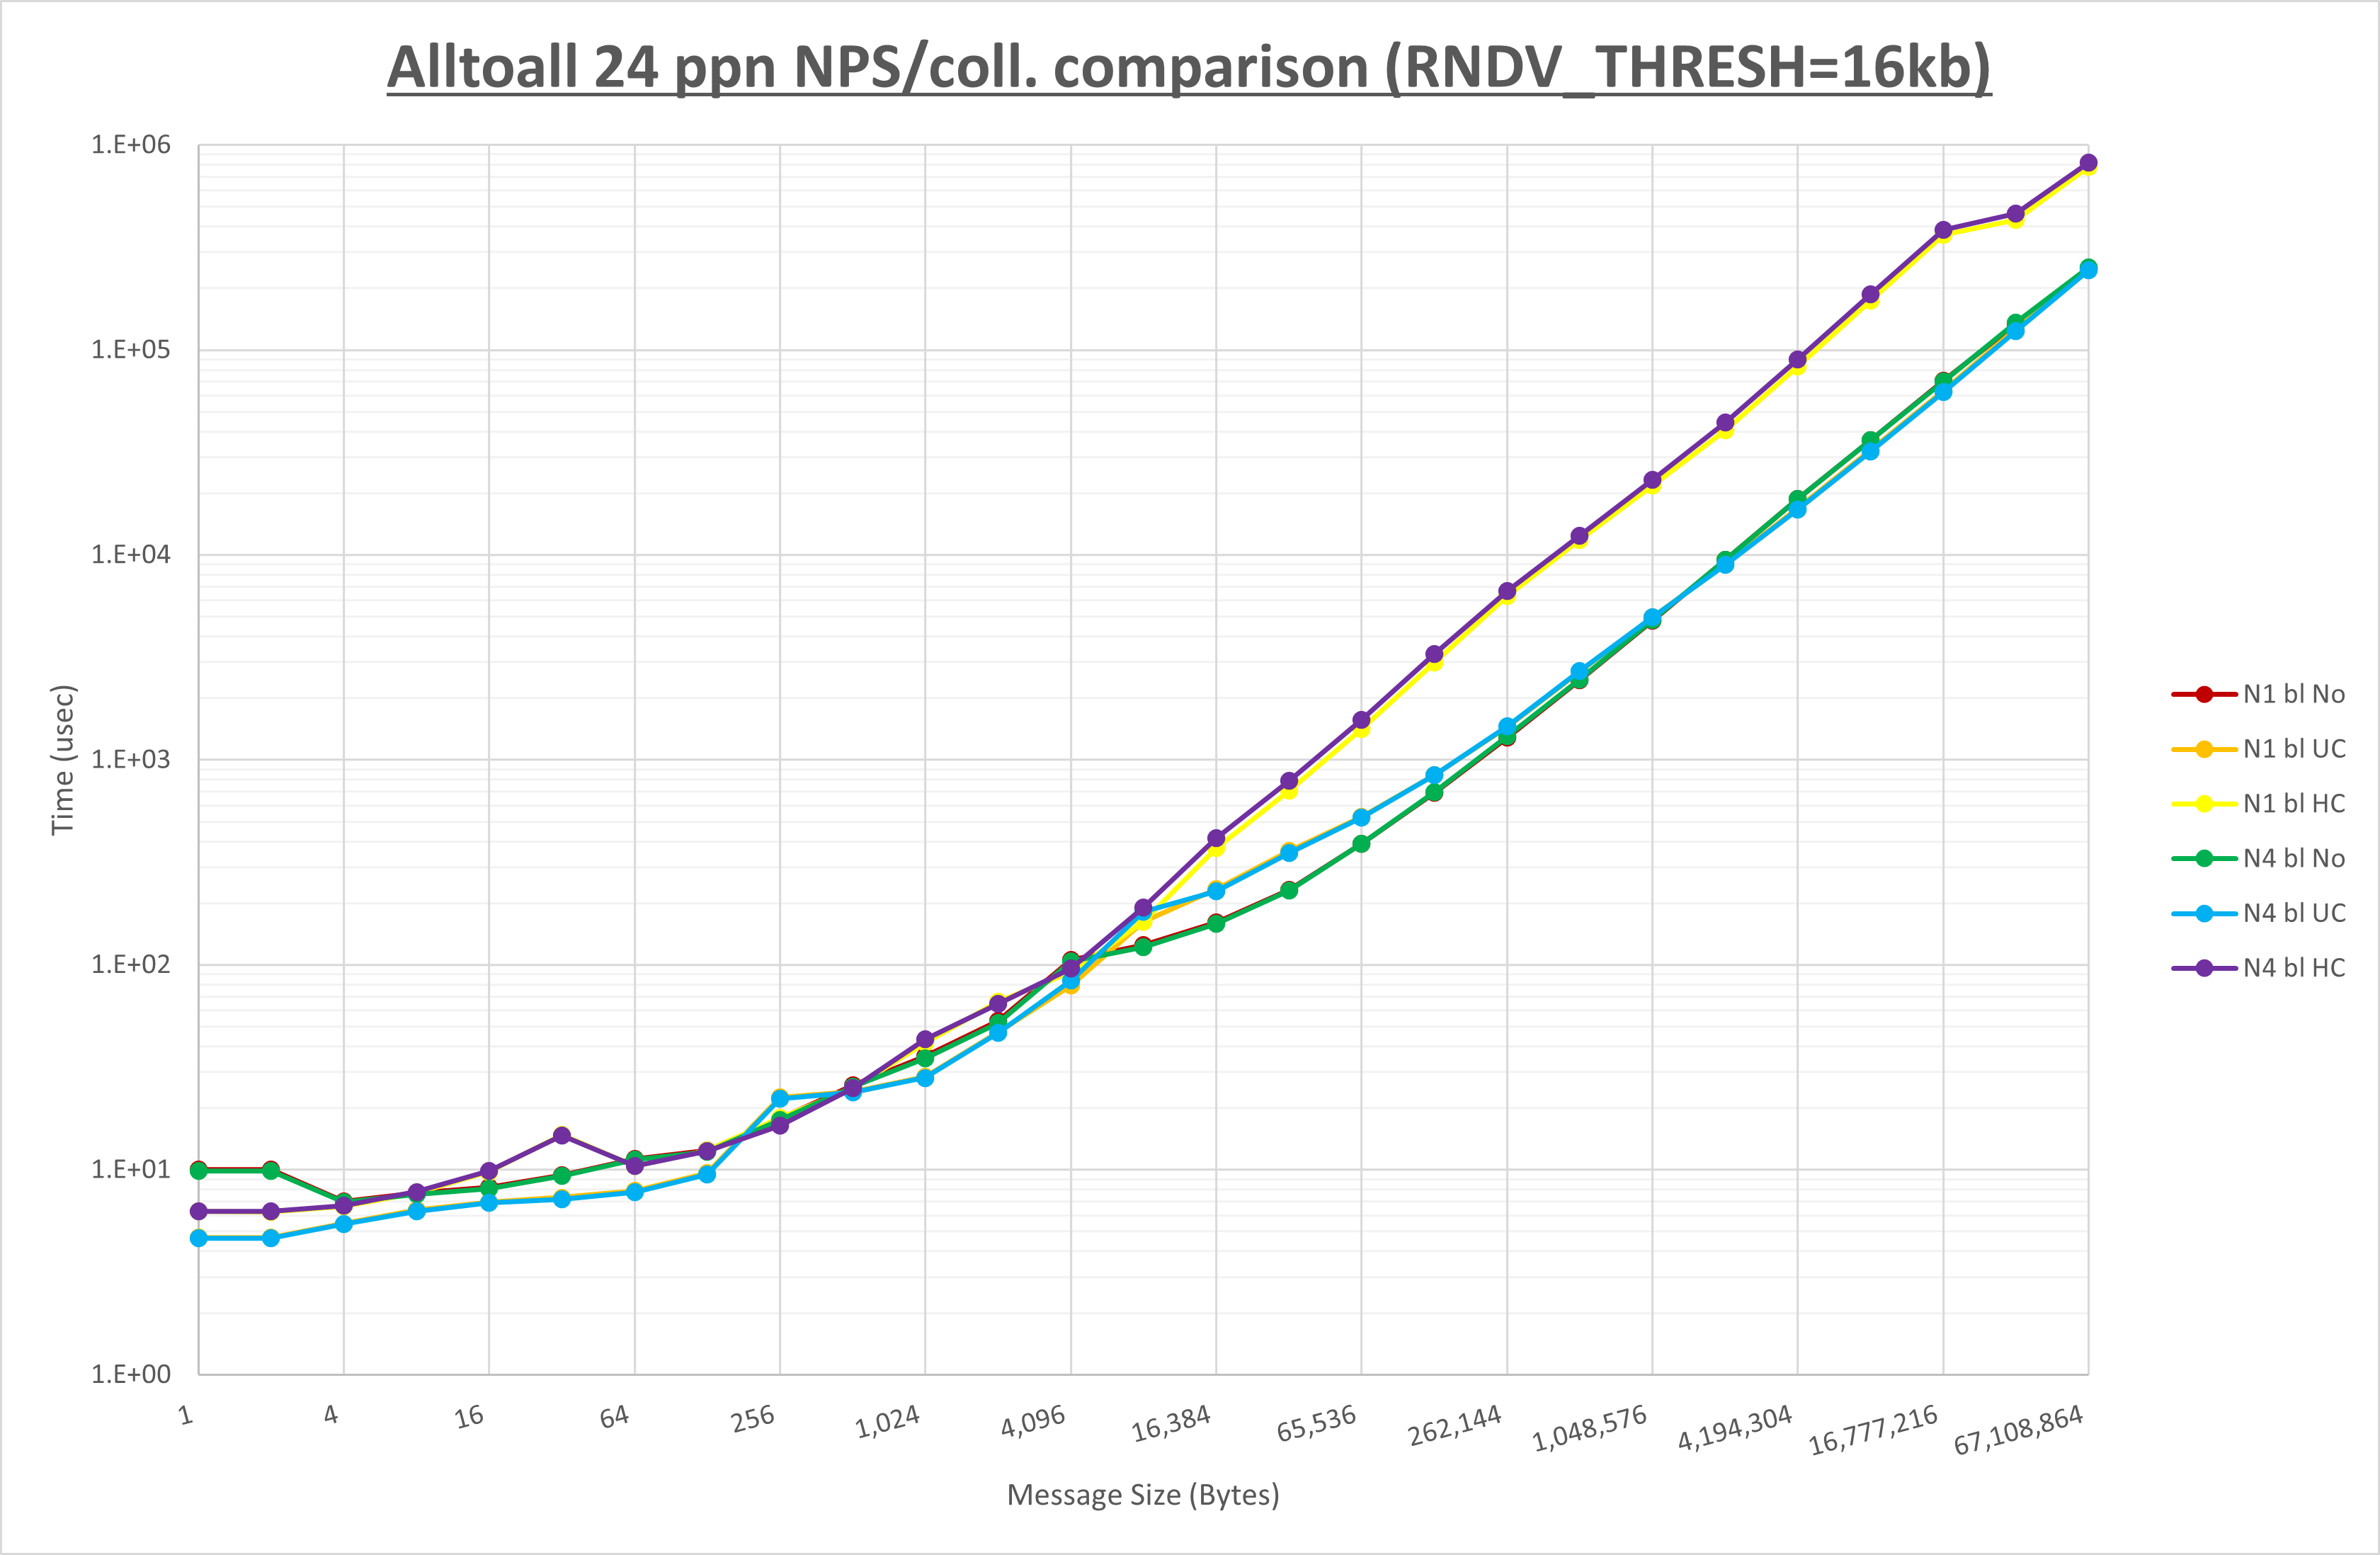 Alltoall 24 ppn NPS/coll. comparison (RNDV_THRESH=16kb)
1.E+06
1.E+05
1.E+04
1.E+03
1.E+02
1.E+01
1.E+00
Time (usec)
1
4
16
64
256
1,024
4,096
16,384
65,536
262,144
1,048,576
4,194,304
16,777,216
67,108,864
Message Size (Bytes)
N1 bl No
N1 bl UC
N1 bl HC
N4 bl No
N4 bl UC
N4 bl HC